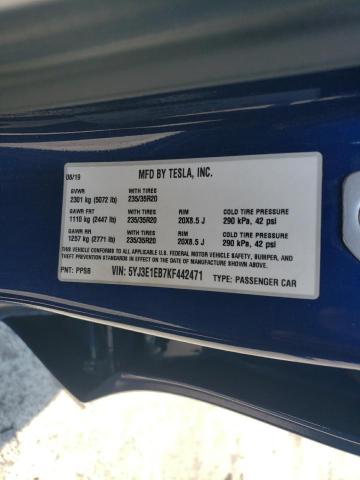 08/19 MFD BY TESLA, INC.
GVWR WITH TIRES
2301 kg (5072 lb) 235/35R20
GAWR FRT WITH TIRES RIM COLD TIRE PRESSURE
1110 kg (2447 lb) 235/35R20 20X8.5 J 290 kPa, 42 psi
GAWR RR WITH TIRES RIM COLD TIRE PRESSURE
1257 kg (2771 lb) 235/35R20 20X8.5 J 290 kPa, 42 psi
THIS VEHICLE CONFORMS TO ALL APPLICABLE U.S. FEDERAL MOTOR VEHICLE SAFETY, BUMPER, AND
THEFT PREVENTION STANDARDS IN EFFECT ON THE DATE OF MANUFACTURE SHOWN ABOVE.
PNT: PPSB VIN: 5YJ3E1EB7KF442471 TYPE: PASSENGER CAR